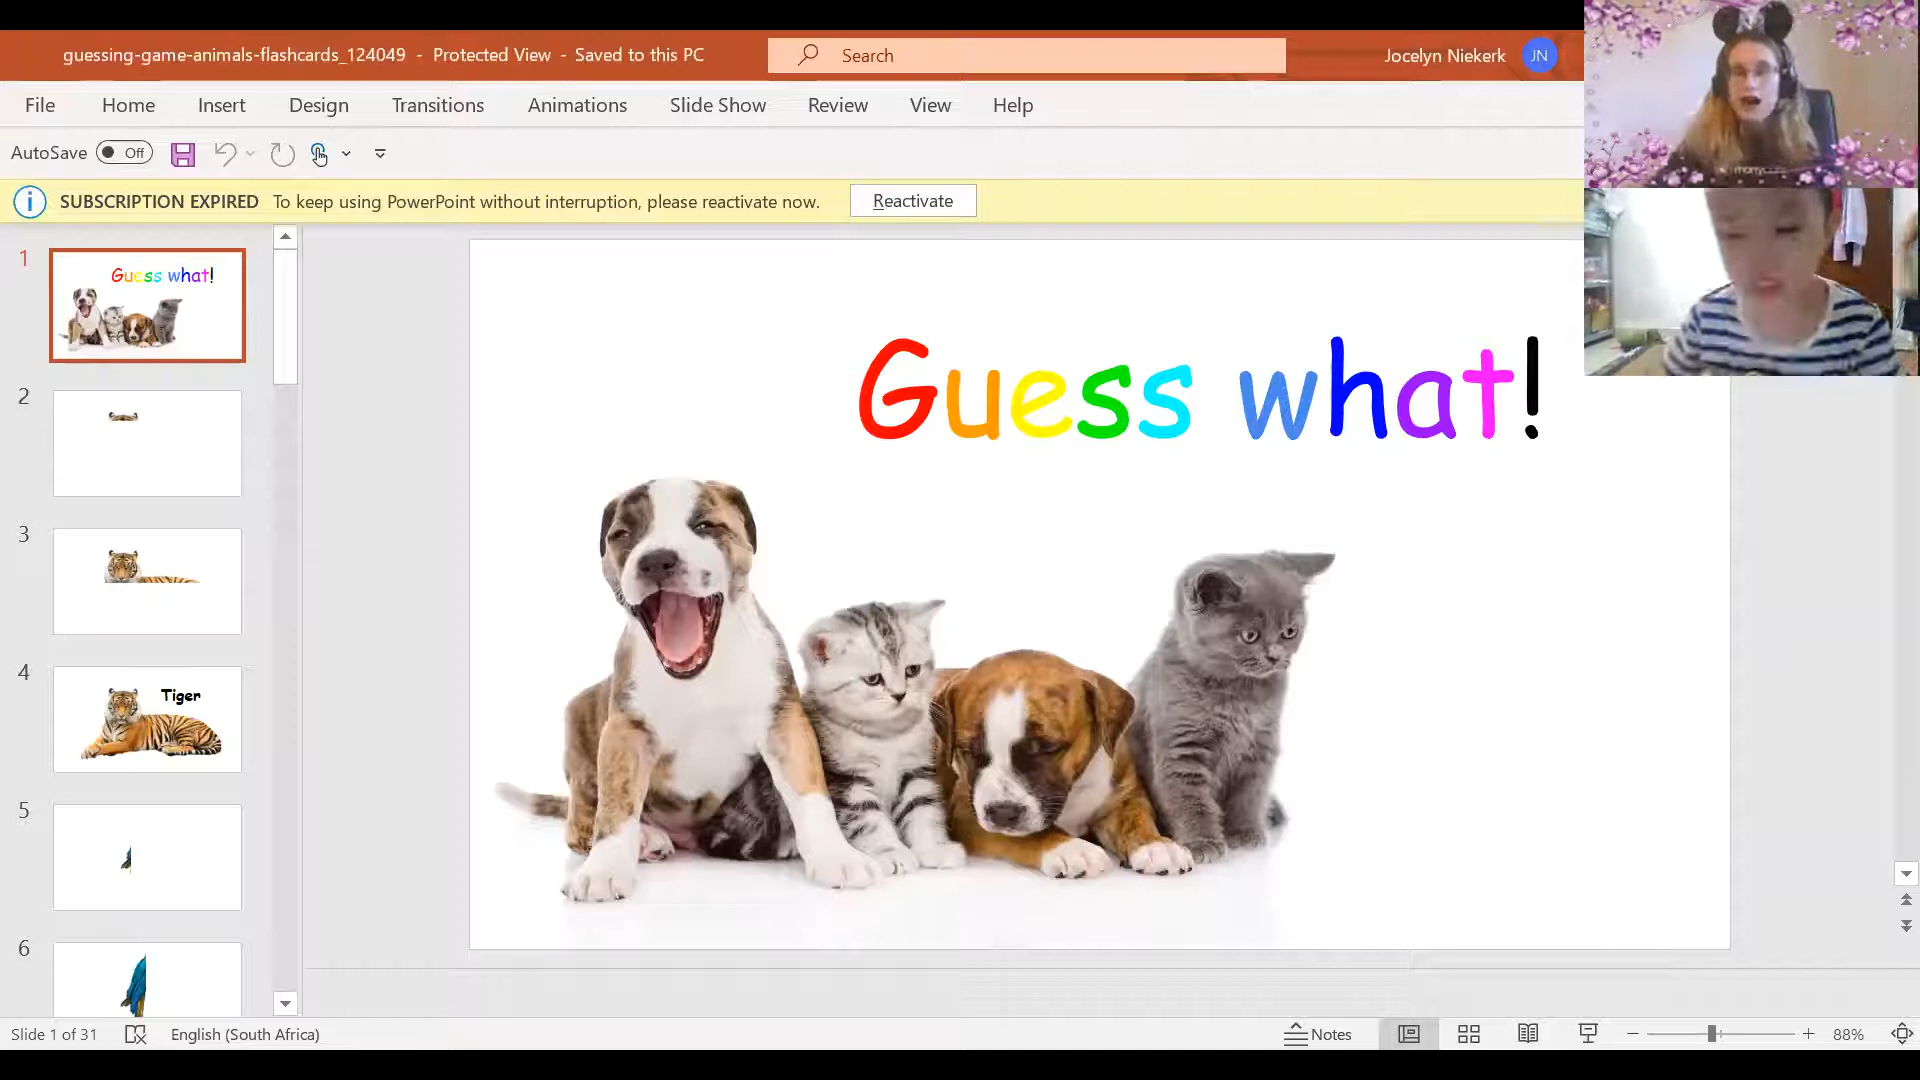 guessing-game-animals-flashcards_124049 - Protected View - Saved to this PC
Search
Jocelyn Niekerk JN
File Home Insert Design Transitions Animations Slide Show Review View Help
AutoSave Off
SUBSCRIPTION EXPIRED To keep using PowerPoint without interruption, please reactivate now. Reactivate
1
Guess what!
2
3
4
Tiger
5
6
Guess what!
Slide 1 of 31 English (South Africa) Notes 88%